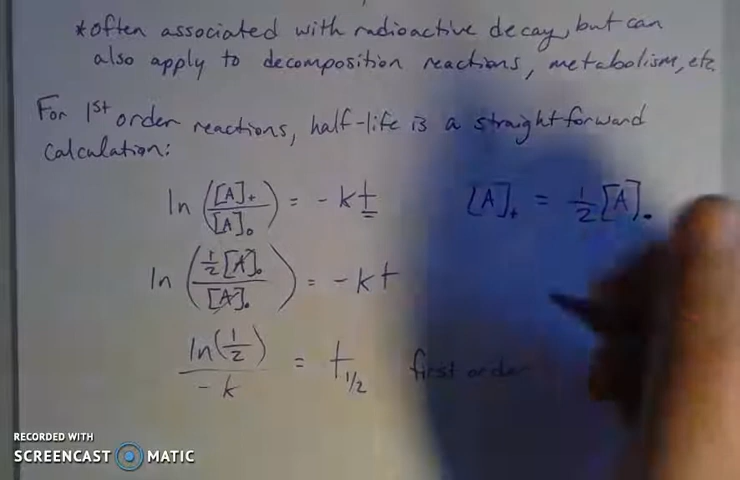 *often associated with radioactive decay, but can
also apply to decomposition reactions, metabolism, etc.
For 1st order reactions, half-life is a straightforward
calculation:
ln([A]t/[A]₀) = -kt [A]t = ½[A]₀
ln(½[A]₀/[A]₀) = -kt
ln(½)/-k = t1/2 first order
RECORDED WITH
SCREENCAST MATIC